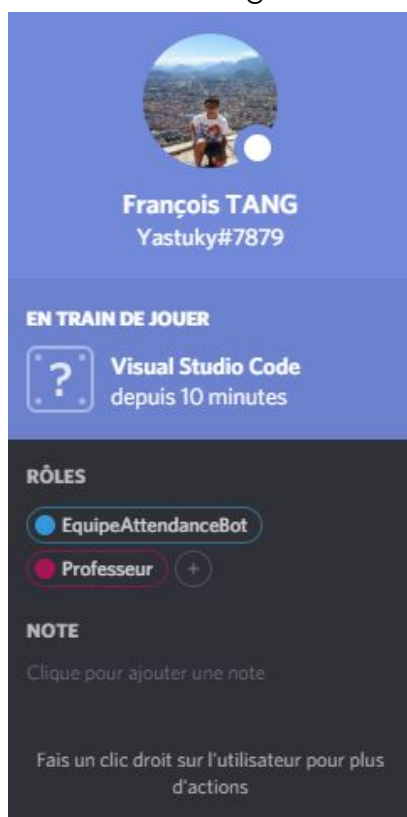 François TANG
Yastuky#7879
EN TRAIN DE JOUER
?
Visual Studio Code
depuis 10 minutes
RÔLES
EquipeAttendanceBot
Professeur +
NOTE
Clique pour ajouter une note
Fais un clic droit sur l'utilisateur pour plus
d'actions